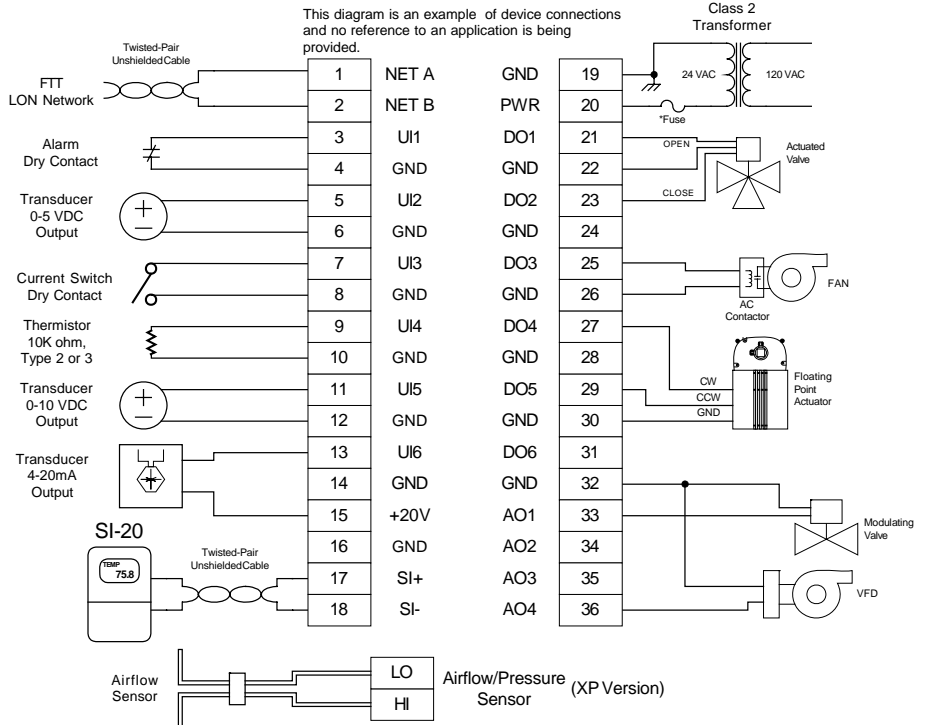 This diagram is an example of device connections
and no reference to an application is being
provided.
Class 2
Transformer
Twisted-Pair
UnshieldedCable
FTT
LON Network
1 NET A
2 NET B
GND 19
PWR 20
24 VAC
120 VAC
*Fuse
Alarm
Dry Contact
3 UI1
4 GND
DO1 21
GND 22
OPEN
Actuated
Valve
Transducer
0-5 VDC
Output
5 UI2
6 GND
DO2 23
GND 24
CLOSE
Current Switch
Dry Contact
7 UI3
8 GND
DO3 25
GND 26
AC
Contactor
FAN
Thermistor
10K ohm,
Type 2 or 3
9 UI4
10 GND
DO4 27
GND 28
Transducer
0-10 VDC
Output
11 UI5
12 GND
DO5 29
GND 30
CW
CCW
GND
Floating
Point
Actuator
Transducer
4-20mA
Output
13 UI6
14 GND
15 +20V
16 GND
DO6 31
GND 32
AO1 33
AO2 34
Modulating
Valve
SI-20
TEMP
75.8
Twisted-Pair
UnshieldedCable
17 SI+
18 SI-
AO3 35
AO4 36
VFD
Airflow
Sensor
LO
HI
Airflow/Pressure
Sensor
(XP Version)